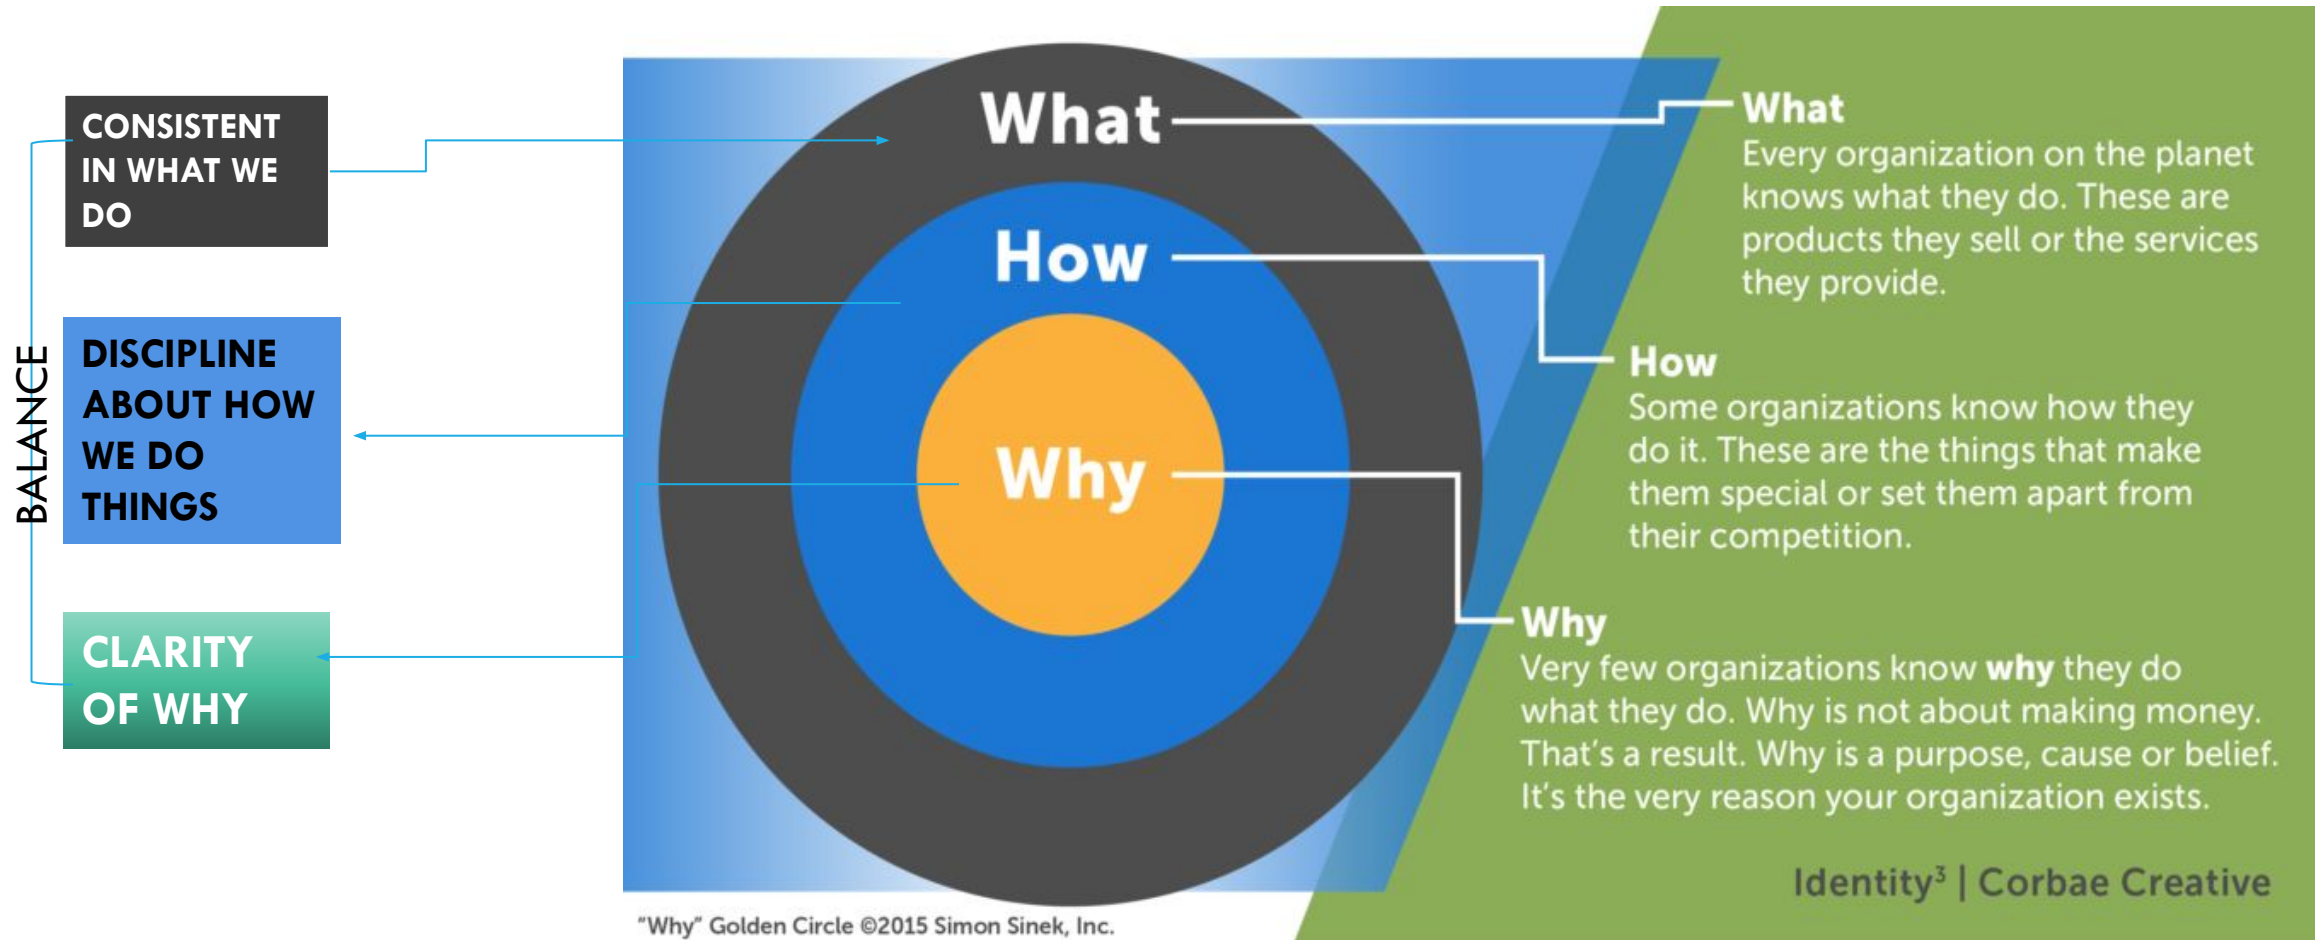 BALANCE
CONSISTENT
IN WHAT WE
DO
DISCIPLINE
ABOUT HOW
WE DO
THINGS
CLARITY
OF WHY
What
How
Why
What
Every organization on the planet
knows what they do. These are
products they sell or the services
they provide.
How
Some organizations know how they
do it. These are the things that make
them special or set them apart from
their competition.
Why
Very few organizations know why they do
what they do. Why is not about making money.
That's a result. Why is a purpose, cause or belief.
It's the very reason your organization exists.
Identity³ | Corbae Creative
"Why" Golden Circle ©2015 Simon Sinek, Inc.